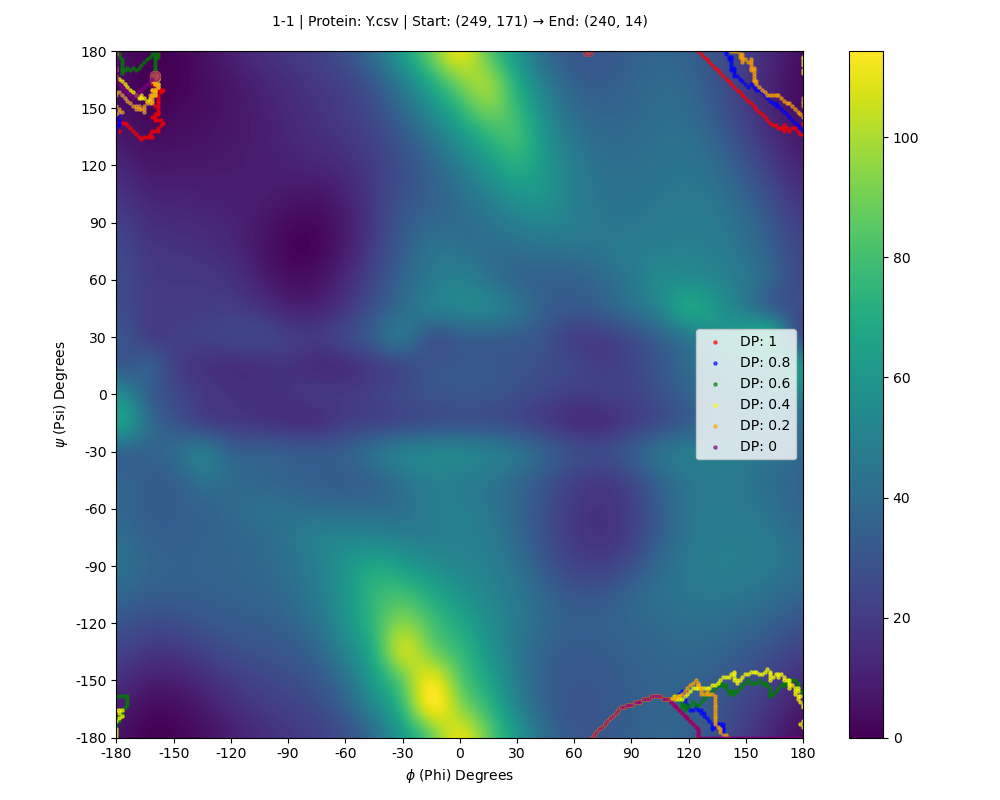 1-1 | Protein: Y.csv | Start: (249, 171) → End: (240, 14)
180
150
120
90
60
30
0
-30
-60
-90
-120
-150
-180
ψ (Psi) Degrees
-180 -150 -120 -90 -60 -30 0 30 60 90 120 150 180
ϕ (Phi) Degrees
DP: 1
DP: 0.8
DP: 0.6
DP: 0.4
DP: 0.2
DP: 0
100
80
60
40
20
0